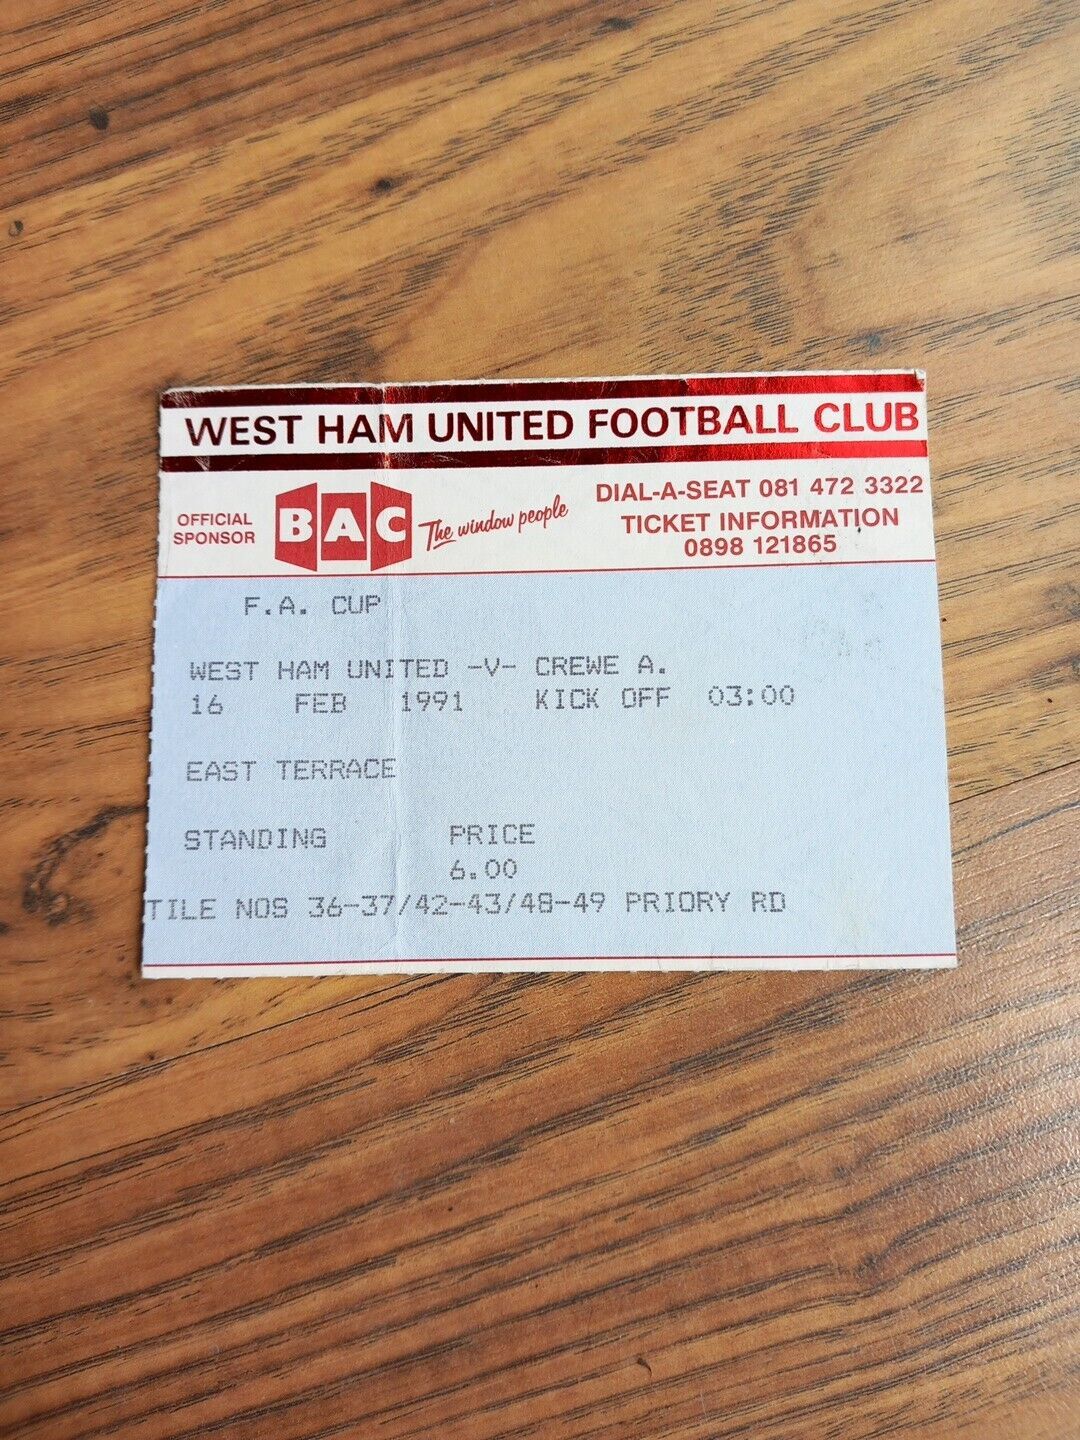 WEST HAM UNITED FOOTBALL CLUB
OFFICIAL SPONSOR
BAC
The window people
DIAL-A-SEAT 081 472 3322
TICKET INFORMATION
0898 121865
F.A. CUP
WEST HAM UNITED -V- CREWE A.
16 FEB 1991 KICK OFF 03:00
EAST TERRACE
STANDING PRICE
6.00
TILE NOS 36-37/42-43/48-49 PRIORY RD